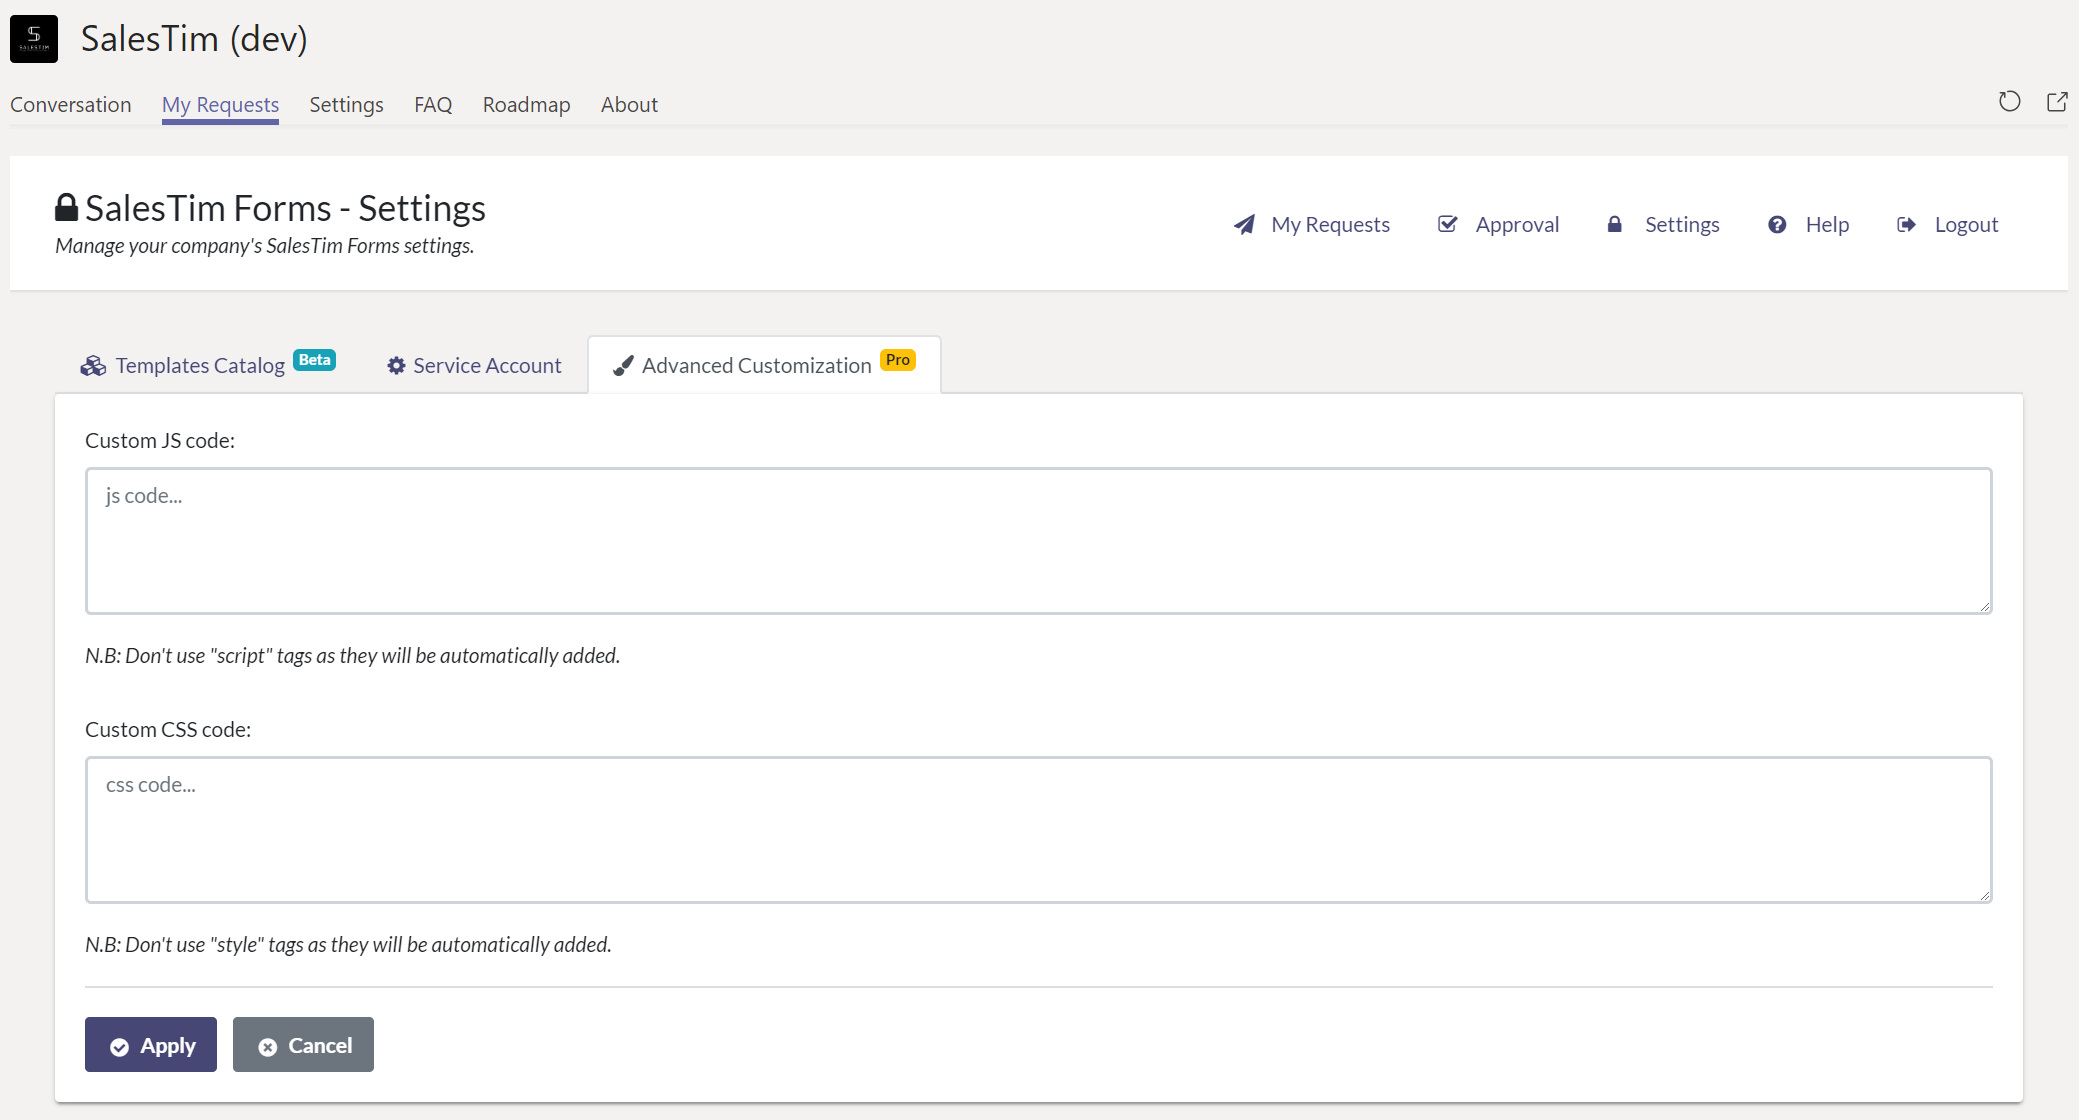 SALESTIM
SalesTim (dev)
Conversation My Requests Settings FAQ Roadmap About
SalesTim Forms - Settings
Manage your company's SalesTim Forms settings.
My Requests Approval Settings Help Logout
Templates Catalog Beta Service Account Advanced Customization Pro
Custom JS code:
js code...
N.B: Don't use "script" tags as they will be automatically added.
Custom CSS code:
css code...
N.B: Don't use "style" tags as they will be automatically added.
Apply Cancel